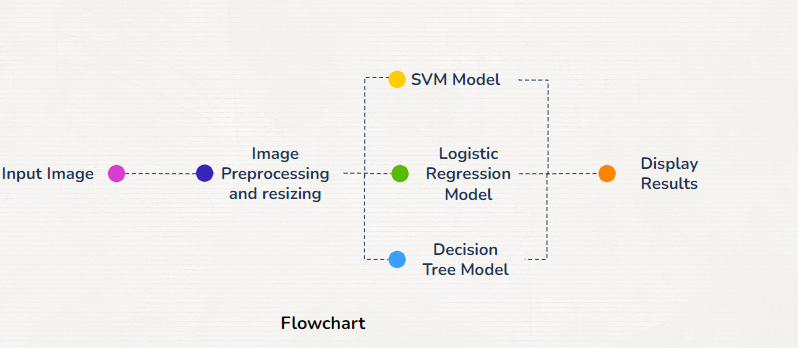 SVM Model
Input Image
Image
Preprocessing
and resizing
Logistic
Regression
Model
Display
Results
Decision
Tree Model
Flowchart